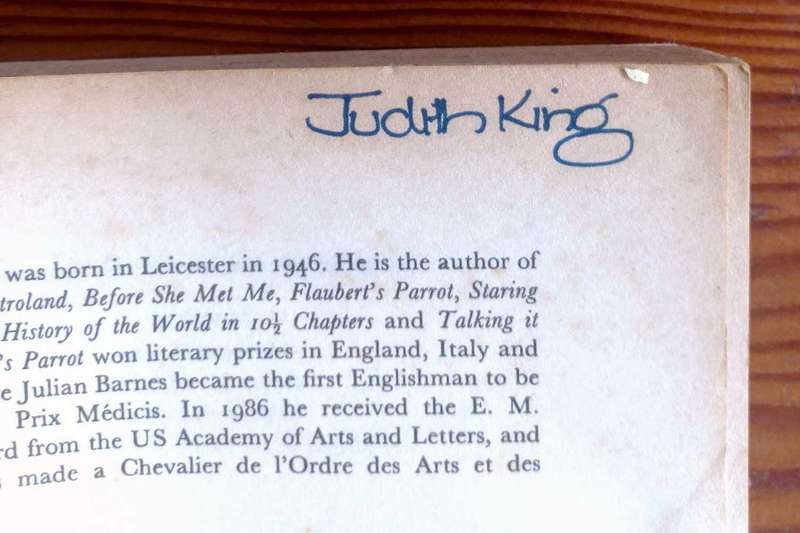 Judith King
was born in Leicester in 1946. He is the author of
troland, Before She Met Me, Flaubert's Parrot, Staring
History of the World in 10½ Chapters and Talking it
's Parrot won literary prizes in England, Italy and
e Julian Barnes became the first Englishman to be
Prix Médicis. In 1986 he received the E. M.
rd from the US Academy of Arts and Letters, and
s made a Chevalier de l'Ordre des Arts et des